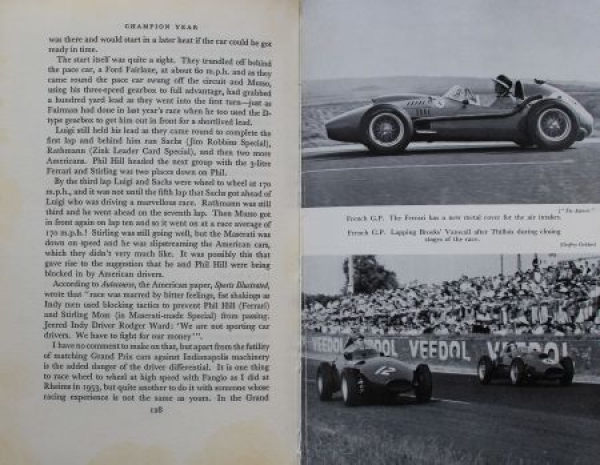 CHAMPION YEAR
was there and would start in a later heat if the car could be got
ready in time.
The start itself was quite a sight. They trundled off behind
the pace car, a Ford Fairlane, at about 60 m.p.h. and as they
came round the pace car swung off the circuit and Musso,
using his three-speed gearbox to full advantage, had grabbed
a hundred yard lead as they went into the first turn—just as
Fairman had done in last year's race when he too used the D-
type gearbox to get him out in front for a shortlived lead.
Luigi still held his lead as they came round to complete the
first lap and behind him ran Sachs (Jim Robbins Special),
Rathmann (Zink Leader Card Special), and then two more
Americans. Phil Hill headed the next group with the 3-litre
Ferrari and Stirling was two places down on Phil.
By the third lap Luigi and Sachs were wheel to wheel at 170
m.p.h., and it was not until the fifth lap that Sachs got ahead of
Luigi who was driving a marvellous race. Rathmann was still
third and he went ahead on the seventh lap. Then Musso got
in front again on lap ten and so it went on at a race average of
170 m.p.h.! Stirling was still going well, but the Maserati was
down on speed and he was slipstreaming the American cars,
which they didn't very much like. It was possibly this that
gave rise to the suggestion that he and Phil Hill were being
blocked in by American drivers.
According to Autocourse, the American paper, Sports Illustrated,
wrote that "race was marred by bitter feelings, fist shakings as
Indy men used blocking tactics to prevent Phil Hill (Ferrari)
and Stirling Moss (in Maserati-made Special) from passing.
Jeered Indy Driver Rodger Ward: 'We are not sporting car
drivers. We have to fight for our money'".
I have no comment to make on that, but apart from the futility
of matching Grand Prix cars against Indianapolis machinery
is the added danger of the driver differential. It is one thing
to race wheel to wheel at high speed with Fangio as I did at
Rheims in 1953, but quite another to do it with someone whose
racing experience is not the same as yours. In the Grand
128
["The Autocar"]
French G.P. The Ferrari has a new metal cover for the air intakes.
French G.P. Lapping Brooks' Vanwall after Thillois during closing
stages of the race.
[Geoffrey Goddard]
VEEDOL VEEDOL VEEDOL
12